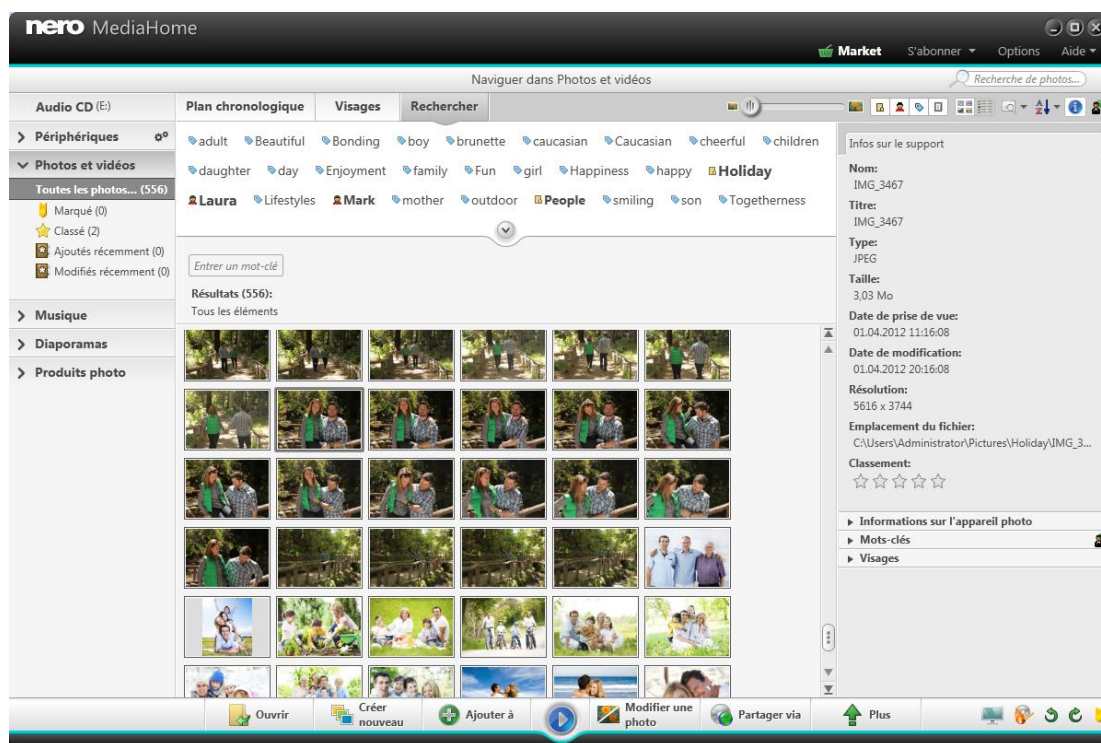 nero MediaHome
Market S'abonner Options Aide
Naviguer dans Photos et vidéos
Recherche de photos...
Audio CD (E:)
Périphériques
Photos et vidéos
Toutes les photos... (556)
Marqué (0)
Classé (2)
Ajoutés récemment (0)
Modifiés récemment (0)
Musique
Diaporamas
Produits photo
Plan chronologique Visages Rechercher
adult Beautiful Bonding boy brunette caucasian Caucasian cheerful children
daughter day Enjoyment family Fun girl Happiness happy Holiday
Laura Lifestyles Mark mother outdoor People smiling son Togetherness
Entrer un mot-clé
Résultats (556):
Tous les éléments
Infos sur le support
Nom:
IMG_3467
Titre:
IMG_3467
Type:
JPEG
Taille:
3,03 Mo
Date de prise de vue:
01.04.2012 11:16:08
Date de modification:
01.04.2012 20:16:08
Résolution:
5616 x 3744
Emplacement du fichier:
C:\Users\Administrator\Pictures\Holiday\IMG_3...
Classement:
Informations sur l'appareil photo
Mots-clés
Visages
Ouvrir
Créer
nouveau
Ajouter à
Modifier une
photo
Partager via
Plus